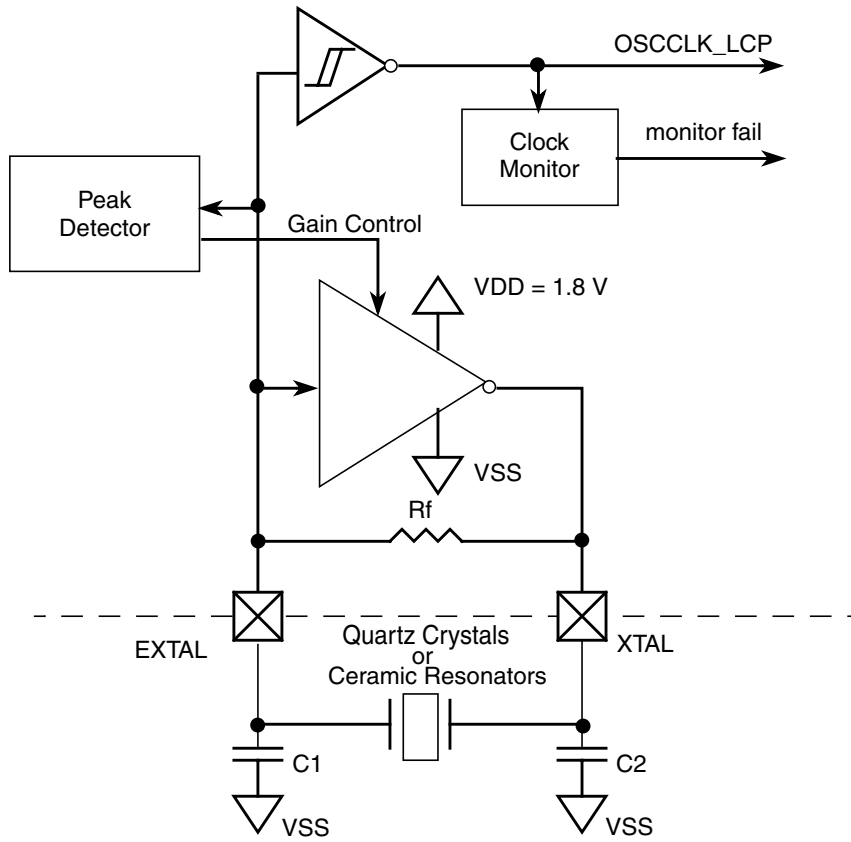 OSCCLK_LCP
Clock
Monitor
monitor fail
Peak
Detector
Gain Control
VDD = 1.8 V
VSS
Rf
EXTAL
Quartz Crystals
or
Ceramic Resonators
XTAL
C1
C2
VSS
VSS